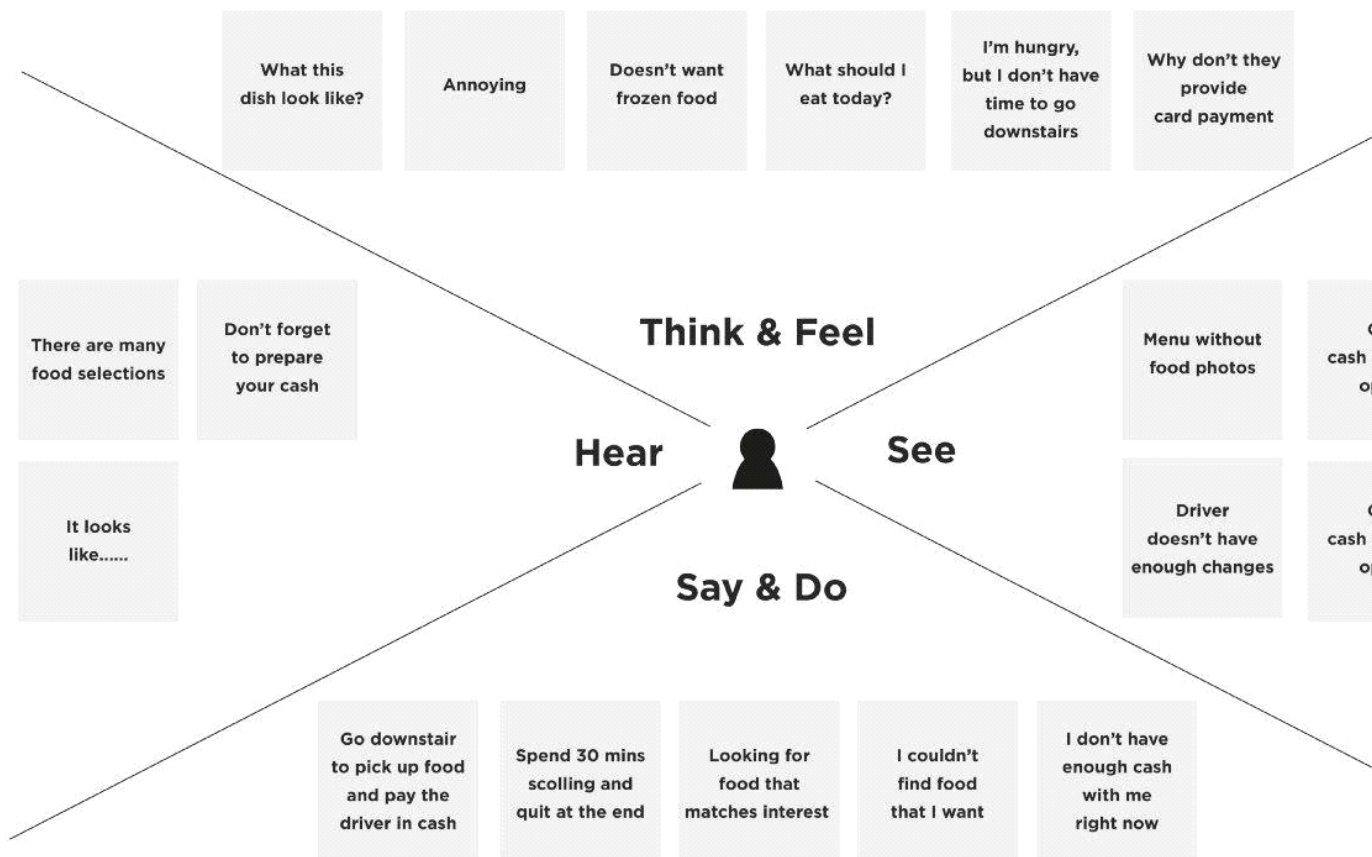 What this
dish look like?
Annoying
Doesn't want
frozen food
What should I
eat today?
I'm hungry,
but I don't have
time to go
downstairs
Why don't they
provide
card payment
There are many
food selections
Don't forget
to prepare
your cash
It looks
like......
Think & Feel
Hear
See
Say & Do
Menu without
food photos
cash
Driver
doesn't have
enough changes
cash
Go downstair
to pick up food
and pay the
driver in cash
Spend 30 mins
scolling and
quit at the end
Looking for
food that
matches interest
I couldn't
find food
that I want
I don't have
enough cash
with me
right now